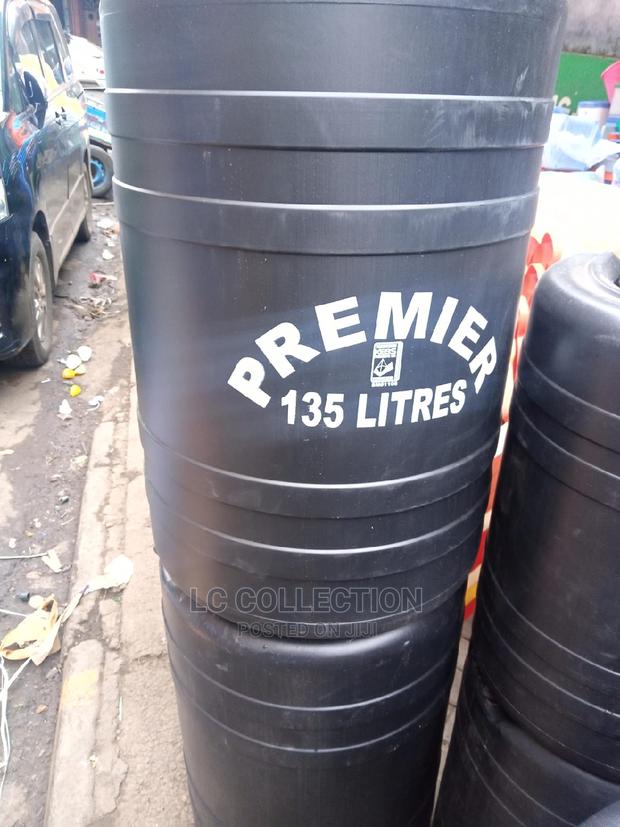 PREMIER
135 LITRES
LC COLLECTION
POSTED ON JIJI